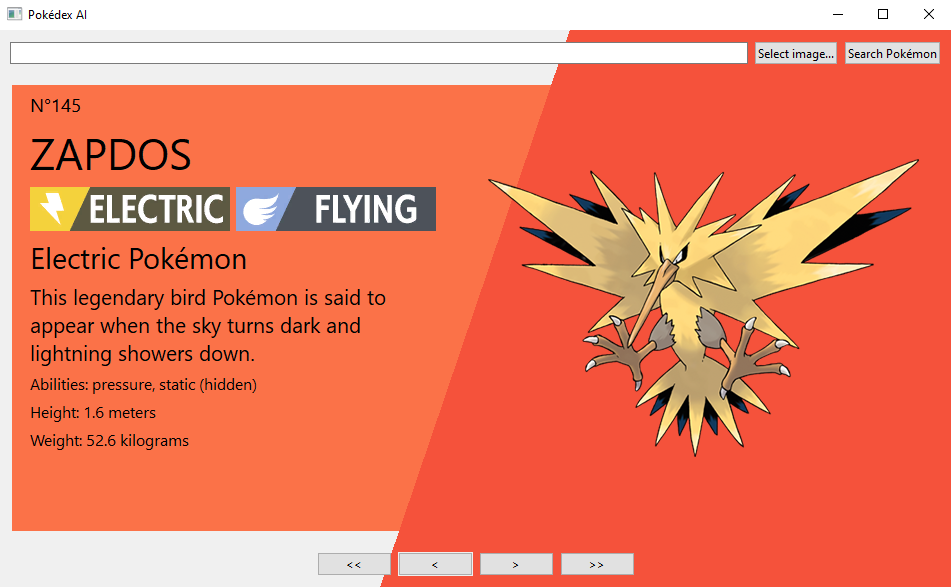 Pokédex AI
Select image...
Search Pokémon
N°145
ZAPDOS
ELECTRIC FLYING
Electric Pokémon
This legendary bird Pokémon is said to
appear when the sky turns dark and
lightning showers down.
Abilities: pressure, static (hidden)
Height: 1.6 meters
Weight: 52.6 kilograms
<< < > >>